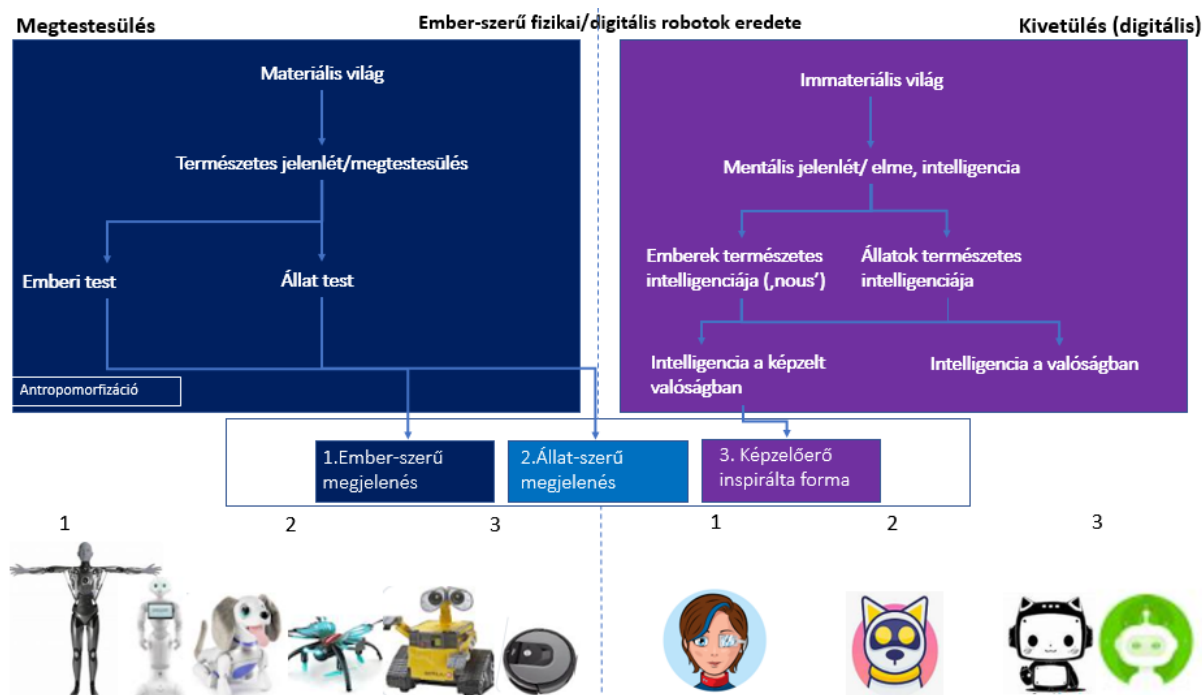 Megtestesülés
Ember-szerű fizikai/digitális robotok eredete
Kivetülés (digitális)
Materiális világ
Természetes jelenlét/megtestesülés
Emberi test
Állat test
Antropomorfizáció
Immateriális világ
Mentális jelenlét/ elme, intelligencia
Emberek természetes
intelligenciája (‚nous’)
Állatok természetes
intelligenciája
Intelligencia a képzelt
valóságban
Intelligencia a valóságban
1.Ember-szerű
megjelenés
2.Állat-szerű
megjelenés
3. Képzelőerő
inspirálta forma
1
2
3
1
2
3